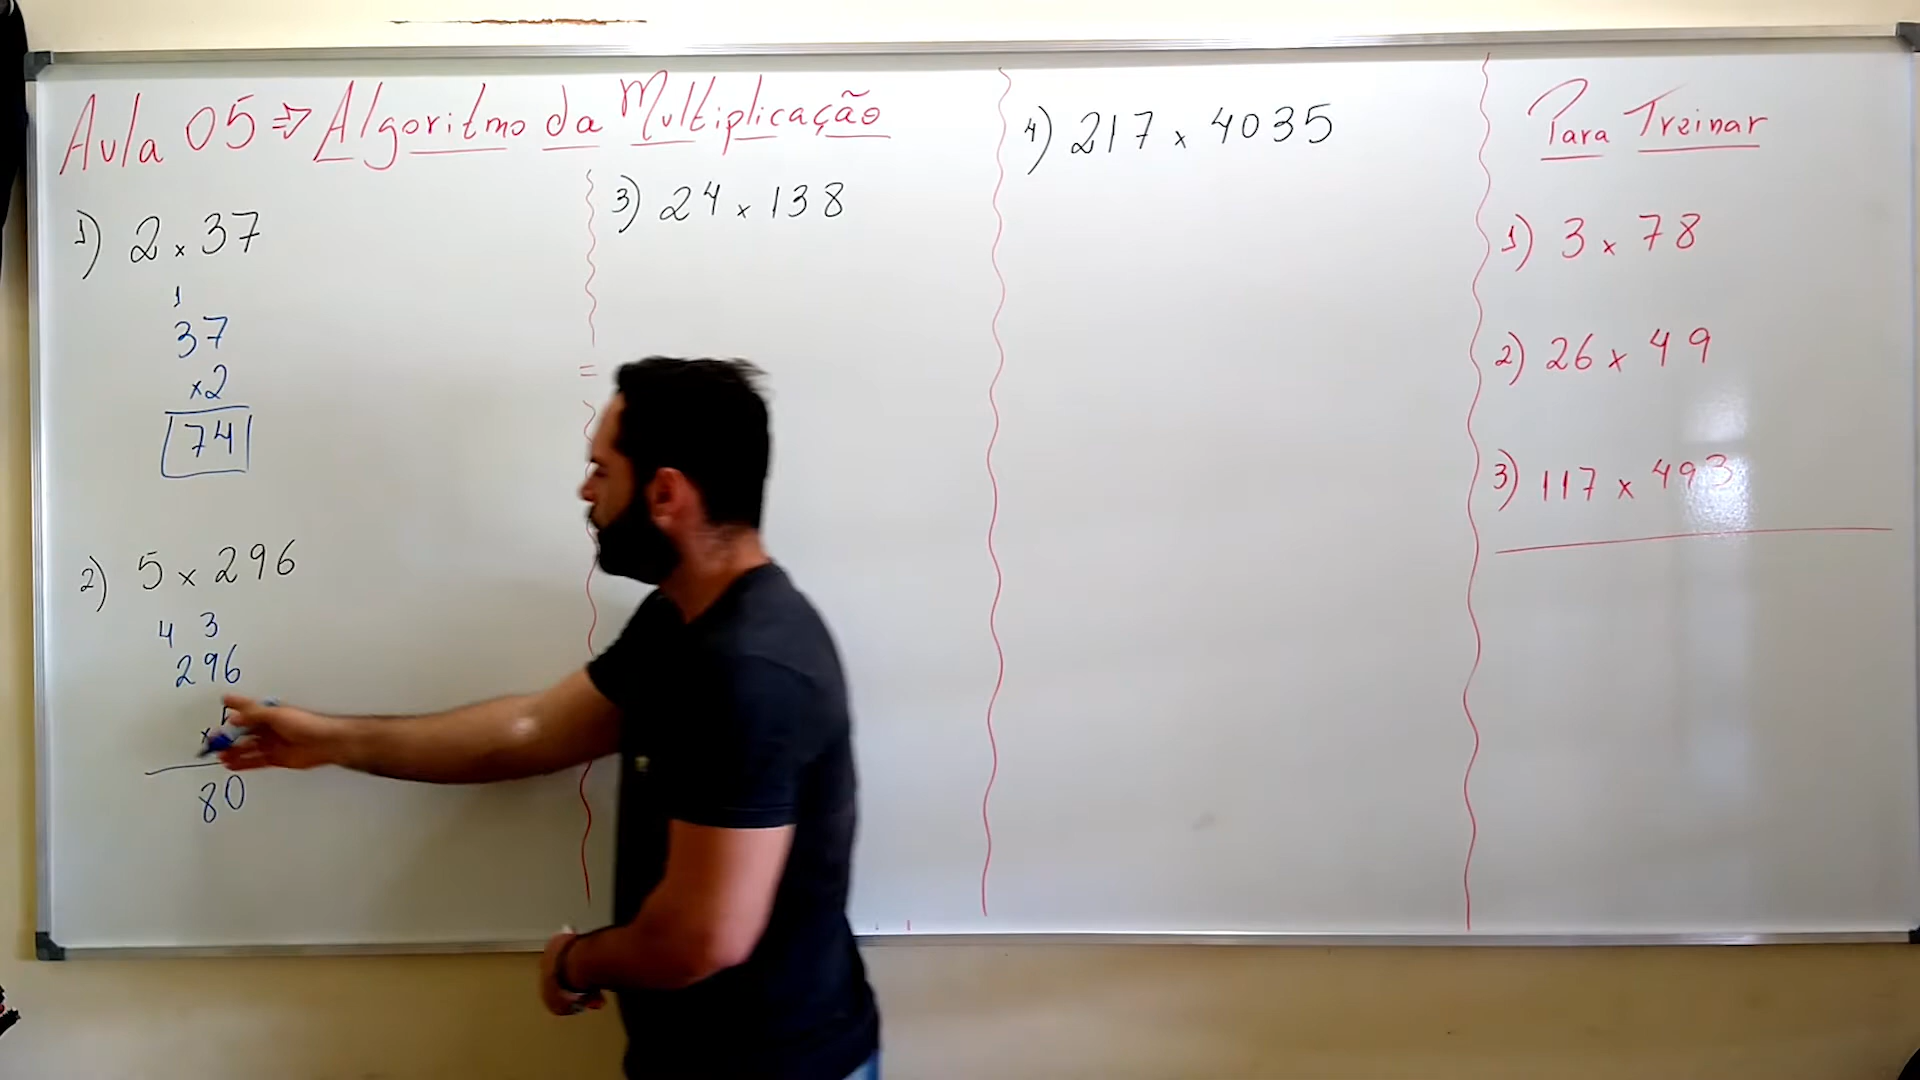 Aula 05 ⇒ Algoritmo da Multiplicação
1) 2 x 37
1
37
x2
74
2) 5 x 296
4 3
296
x
80
3) 24 x 138
4) 217 x 4035
Para Treinar
1) 3 x 78
2) 26 x 49
3) 117 x 493